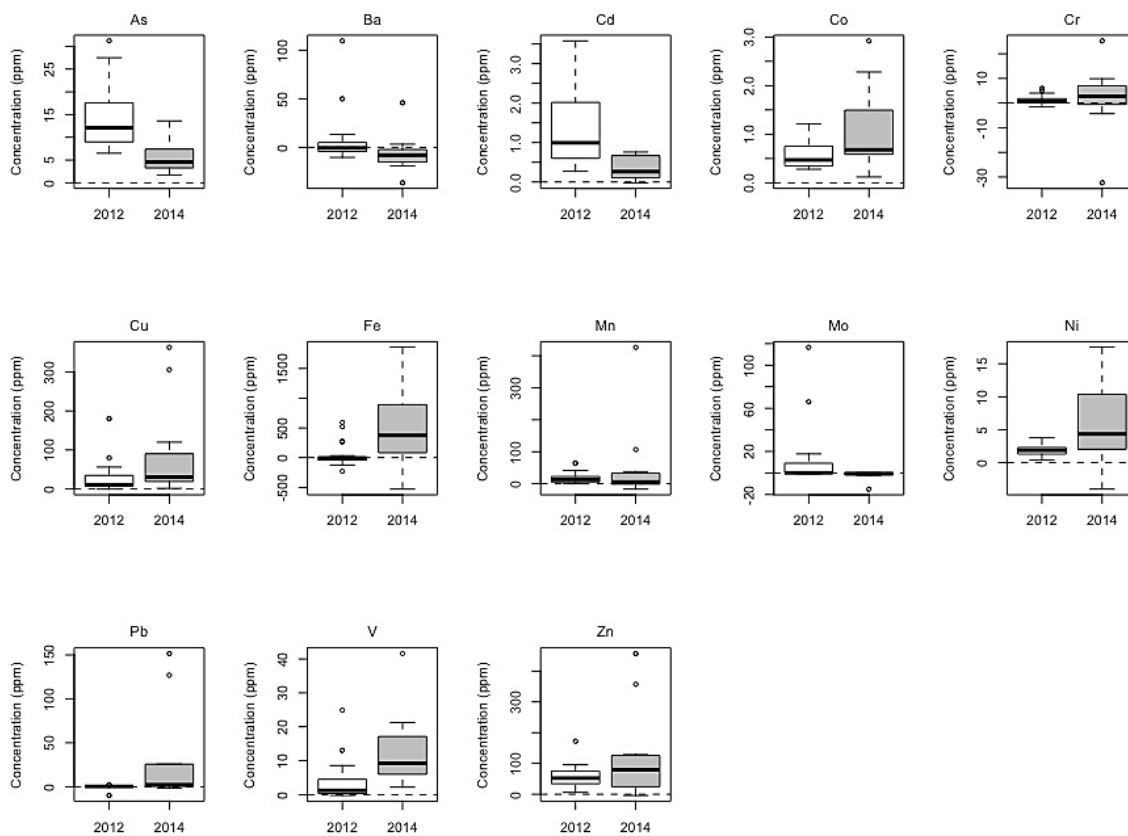 As
Concentration (ppm)
25
15
5
0
2012 2014
Ba
Concentration (ppm)
100
50
0
2012 2014
Cd
Concentration (ppm)
3.0
2.0
1.0
0.0
2012 2014
Co
Concentration (ppm)
3.0
2.0
1.0
0.0
2012 2014
Cr
Concentration (ppm)
10
-10
-30
2012 2014
Cu
Concentration (ppm)
300
200
100
0
2012 2014
Fe
Concentration (ppm)
1500
500
0
-500
2012 2014
Mn
Concentration (ppm)
300
100
0
2012 2014
Mo
Concentration (ppm)
100
60
20
-20
2012 2014
Ni
Concentration (ppm)
15
10
5
0
2012 2014
Pb
Concentration (ppm)
150
100
50
0
2012 2014
V
Concentration (ppm)
40
30
20
10
0
2012 2014
Zn
Concentration (ppm)
300
100
0
2012 2014